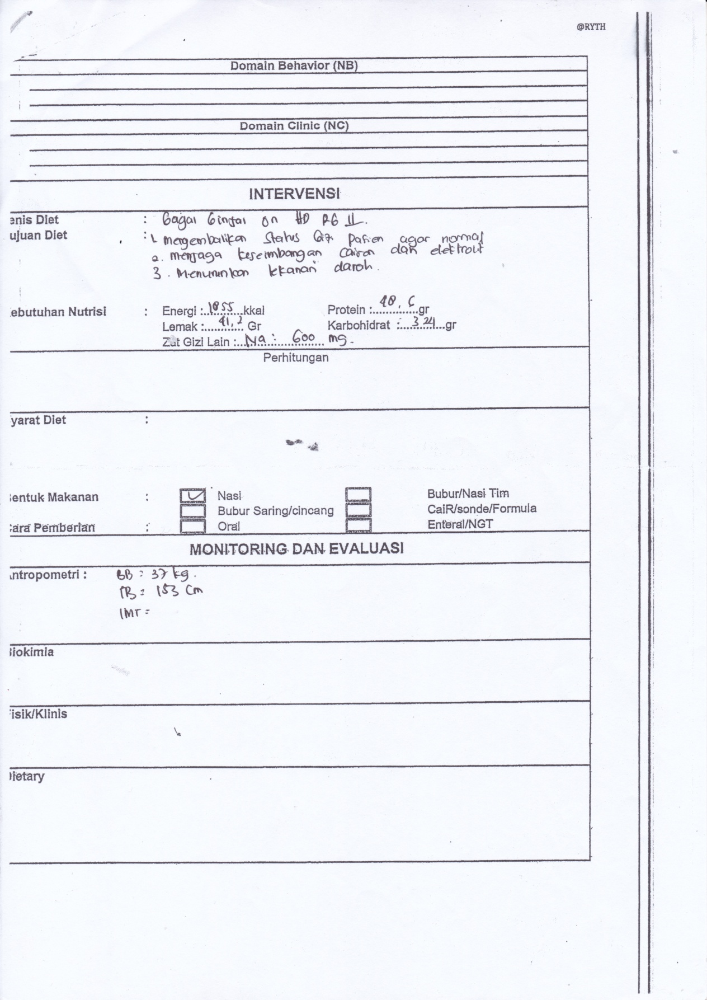 @RYTH
Domain Behavior (NB)
Domain Clinic (NC)
INTERVENSI
enis Diet : Gagal Ginjal on HD RG II.
ujuan Diet : 1. mengembalikan Status Gizi pasien agar normal
2. menjaga keseimbangan cairan dan elektrolit
3. Menurunkan tekanan darah.
ebutuhan Nutrisi : Energi :..1855..kkal Protein :..48,6..gr
Lemak :..41,2.. Gr Karbohidrat :..324..gr
Zat Gizi Lain :..Na : 600 mg.
Perhitungan
yarat Diet :
entuk Makanan : Nasi Bubur/Nasi Tim
Bubur Saring/cincang CaiR/sonde/Formula
ara Pemberian : Oral Enteral/NGT
MONITORING DAN EVALUASI
ntropometri : BB : 37 kg.
TB : 153 cm
IMT =
iokimia
isik/Klinis
ietary